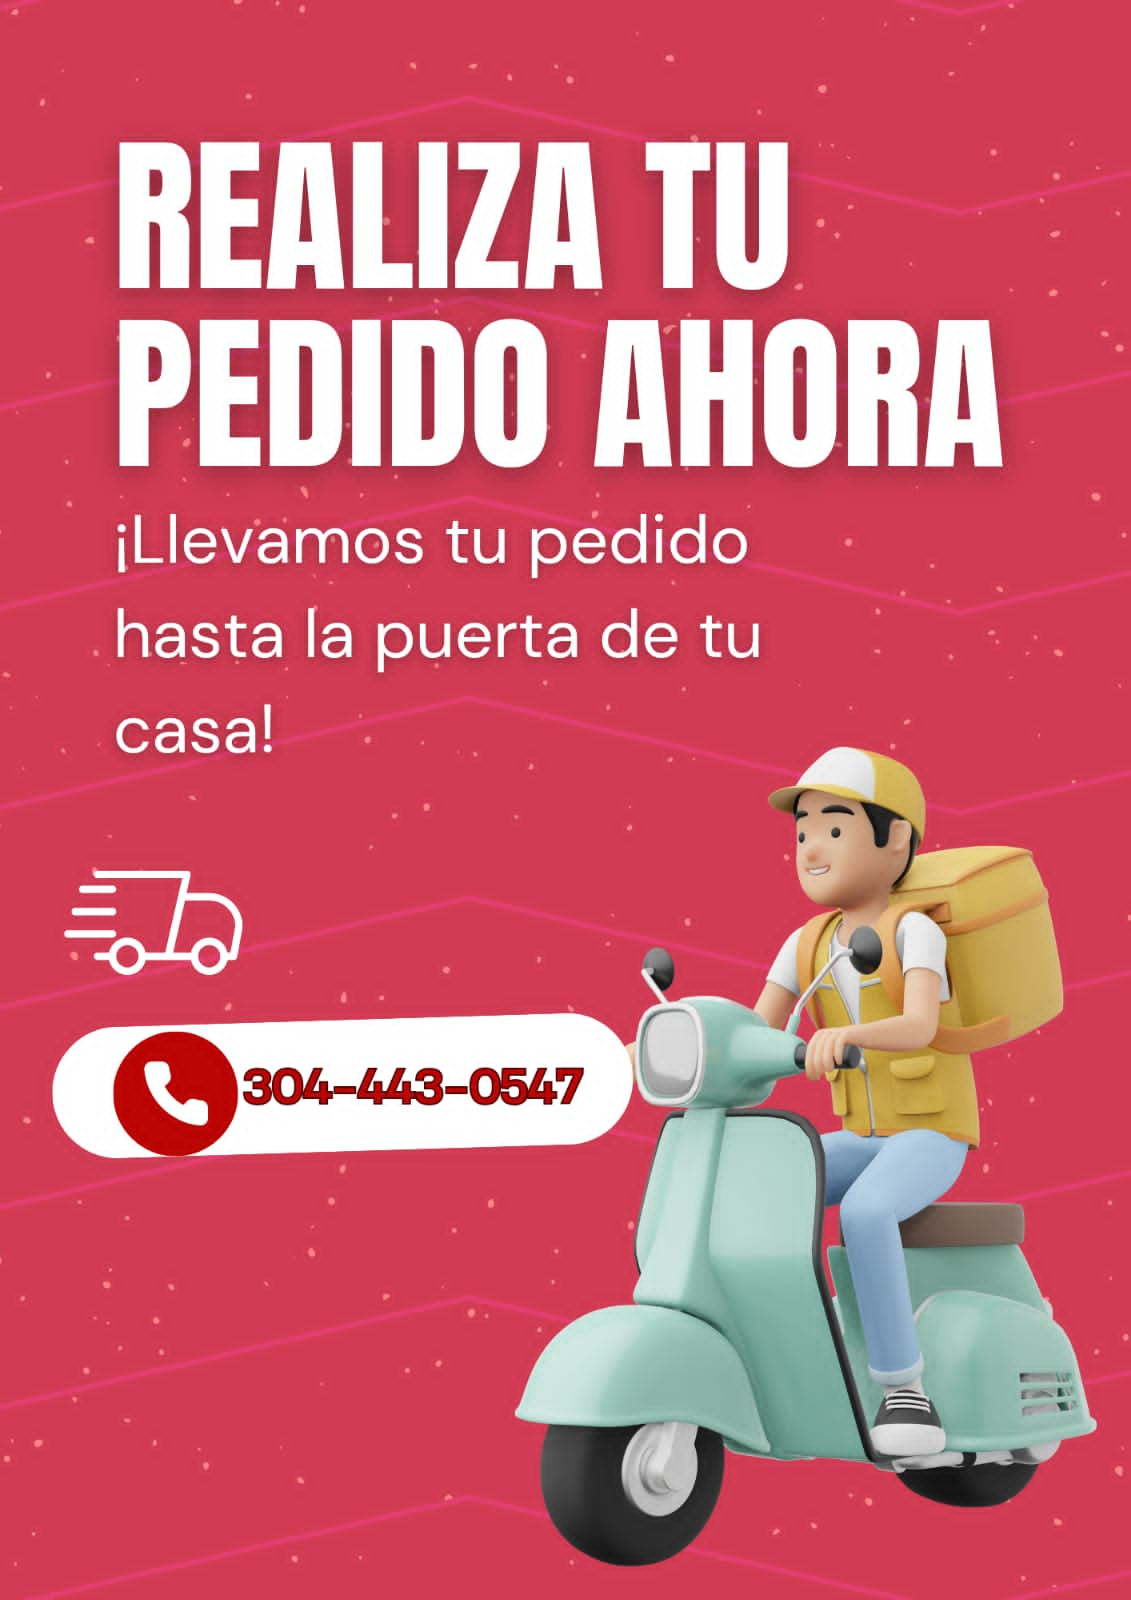 REALIZA TU
PEDIDO AHORA
¡Llevamos tu pedido
hasta la puerta de tu
casa!
304-443-0547